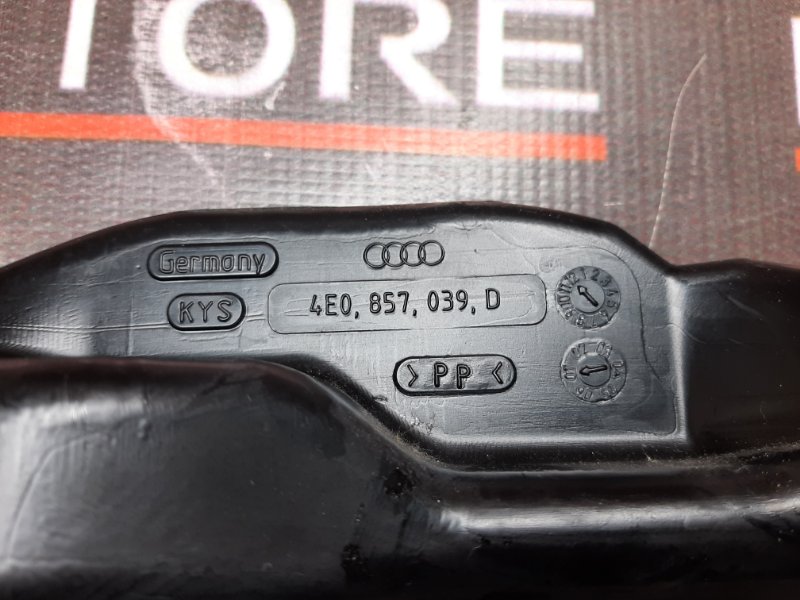 TORE
Germany
KYS
4E0, 857, 039, D
> PP <